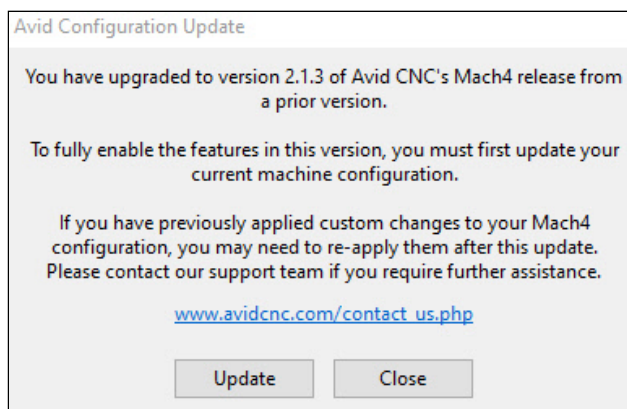 Avid Configuration Update
You have upgraded to version 2.1.3 of Avid CNC's Mach4 release from
a prior version.
To fully enable the features in this version, you must first update your
current machine configuration.
If you have previously applied custom changes to your Mach4
configuration, you may need to re-apply them after this update.
Please contact our support team if you require further assistance.
www.avidcnc.com/contact_us.php
Update
Close